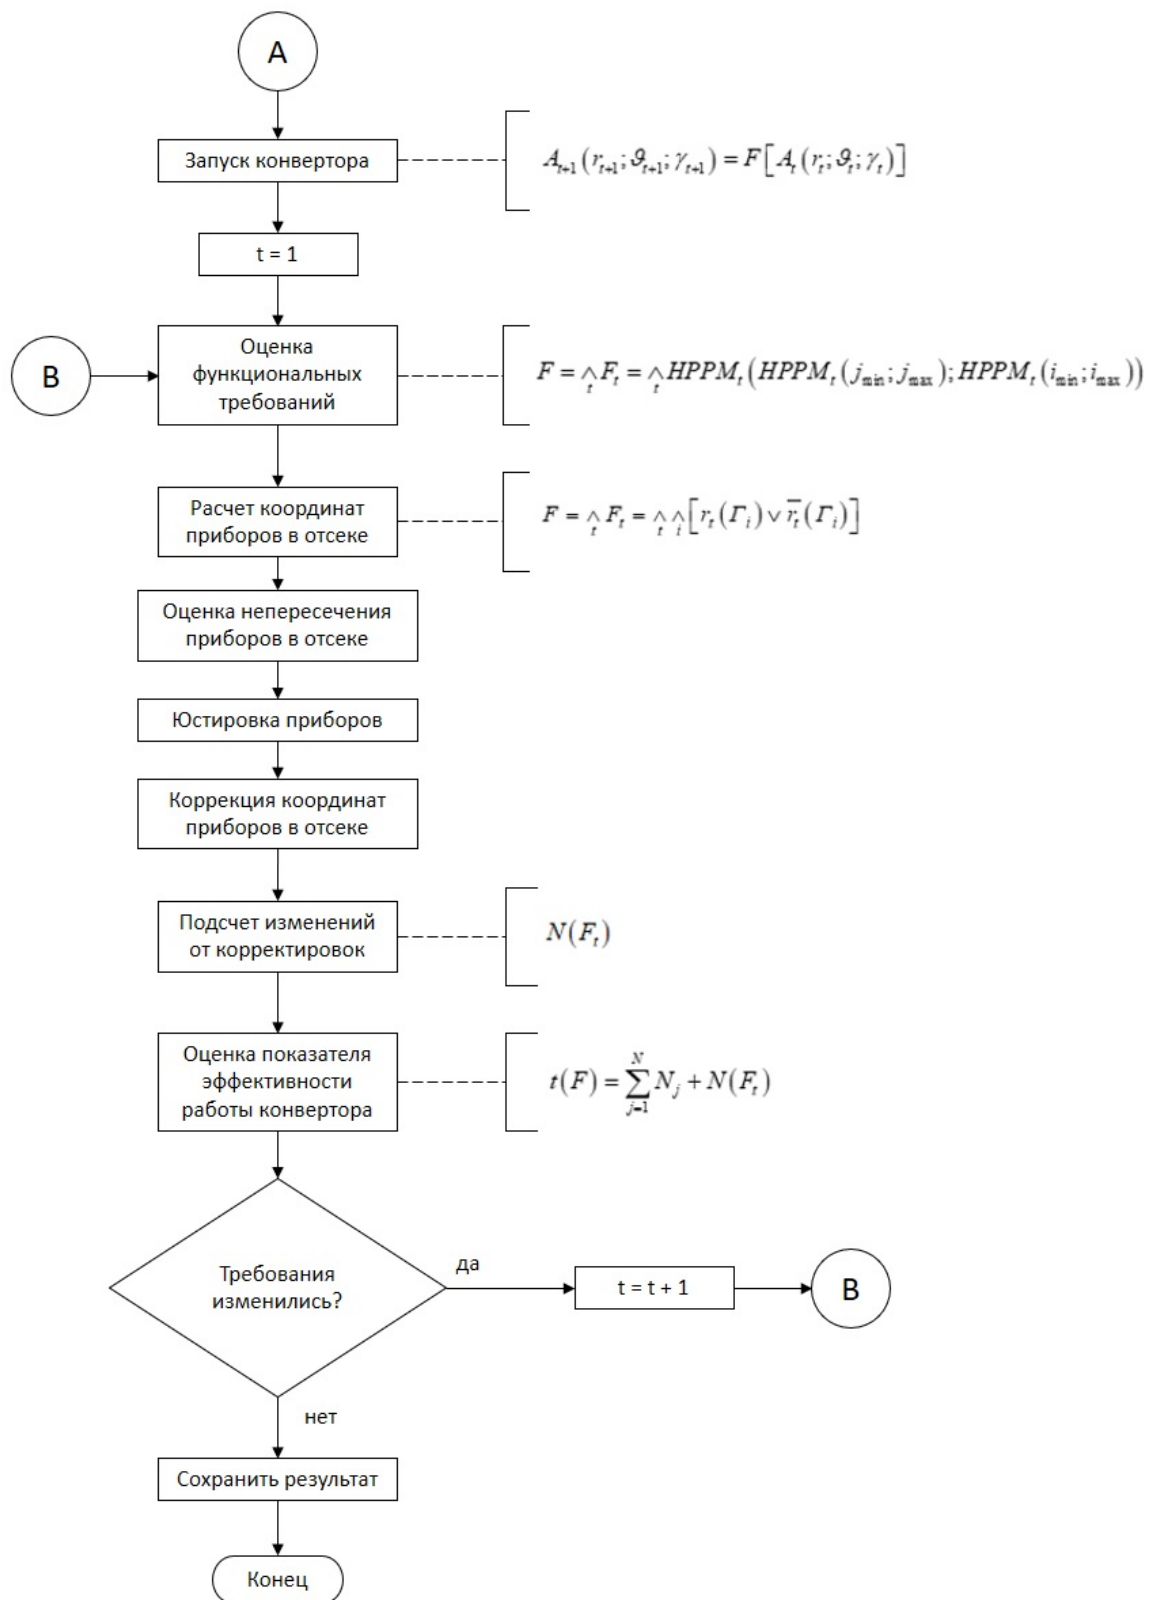 A
Запуск конвертора
A_{t+1}(r_{t+1};ϑ_{t+1};γ_{t+1}) = F[A_t(r_t;ϑ_t;γ_t)]
t = 1
B
Оценка
функциональных
требований
F = ∧_t F_t = ∧_t HPPM_t(HPPM_t(j_min;j_max);HPPM_t(i_min;i_max))
Расчет координат
приборов в отсеке
F = ∧_t F_t = ∧_t ∧_i [r_t(Γ_i) ∨ \overline{r_t}(Γ_i)]
Оценка непересечения
приборов в отсеке
Юстировка приборов
Коррекция координат
приборов в отсеке
Подсчет изменений
от корректировок
N(F_t)
Оценка показателя
эффективности
работы конвертора
t(F) = ∑_{j=1}^{N} N_j + N(F_t)
Требования
изменились?
да
t = t + 1
B
нет
Сохранить результат
Конец